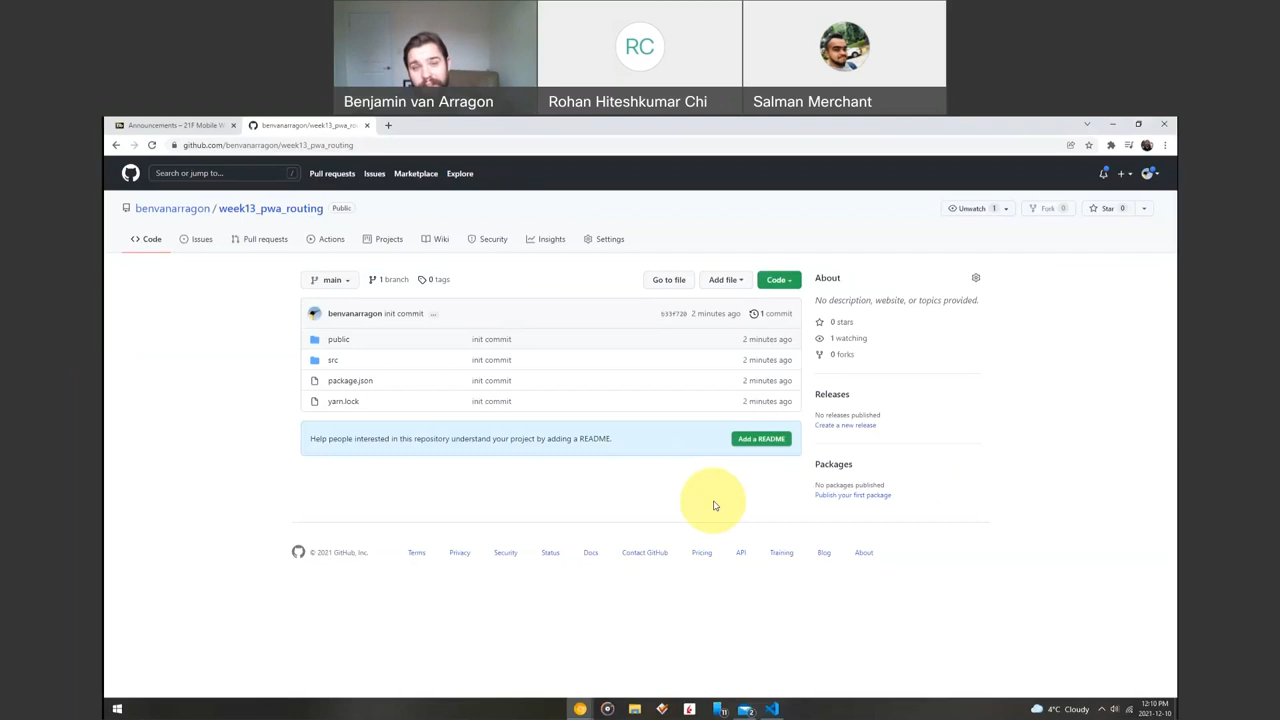 RC
Benjamin van Arragon
Rohan Hiteshkumar Chi
Salman Merchant
Announcements – 21F Mobile W
benvanarragon/week13_pwa_rou
github.com/benvanarragon/week13_pwa_routing
Search or jump to...
/
Pull requests
Issues
Marketplace
Explore
benvanarragon / week13_pwa_routing
Public
Unwatch 1
Fork 0
Star 0
Code
Issues
Pull requests
Actions
Projects
Wiki
Security
Insights
Settings
main
1 branch
0 tags
Go to file
Add file
Code
About
No description, website, or topics provided.
benvanarragon init commit ...
b33f720 2 minutes ago
1 commit
public init commit 2 minutes ago
src init commit 2 minutes ago
package.json init commit 2 minutes ago
yarn.lock init commit 2 minutes ago
0 stars
1 watching
0 forks
Releases
No releases published
Create a new release
Help people interested in this repository understand your project by adding a README.
Add a README
Packages
No packages published
Publish your first package
© 2021 GitHub, Inc.
Terms
Privacy
Security
Status
Docs
Contact GitHub
Pricing
API
Training
Blog
About
11
2
4°C Cloudy
12:10 PM
2021-12-10